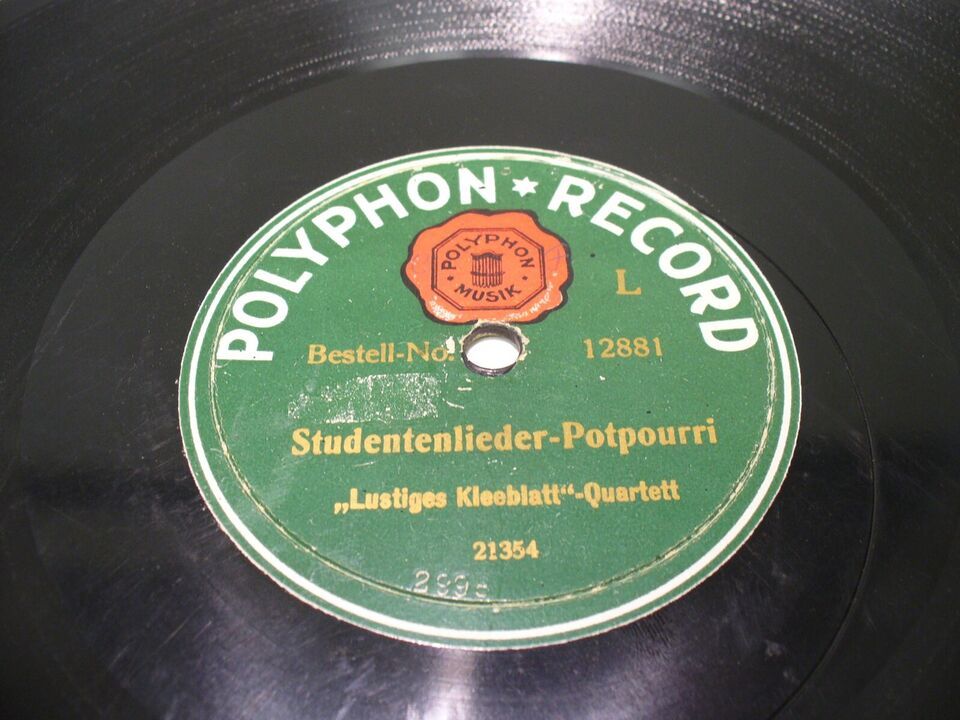 POLYPHON ★ RECORD
POLYPHON
MUSIK
L
Bestell-No. 12881
Studentenlieder-Potpourri
„Lustiges Kleeblatt“-Quartett
21354